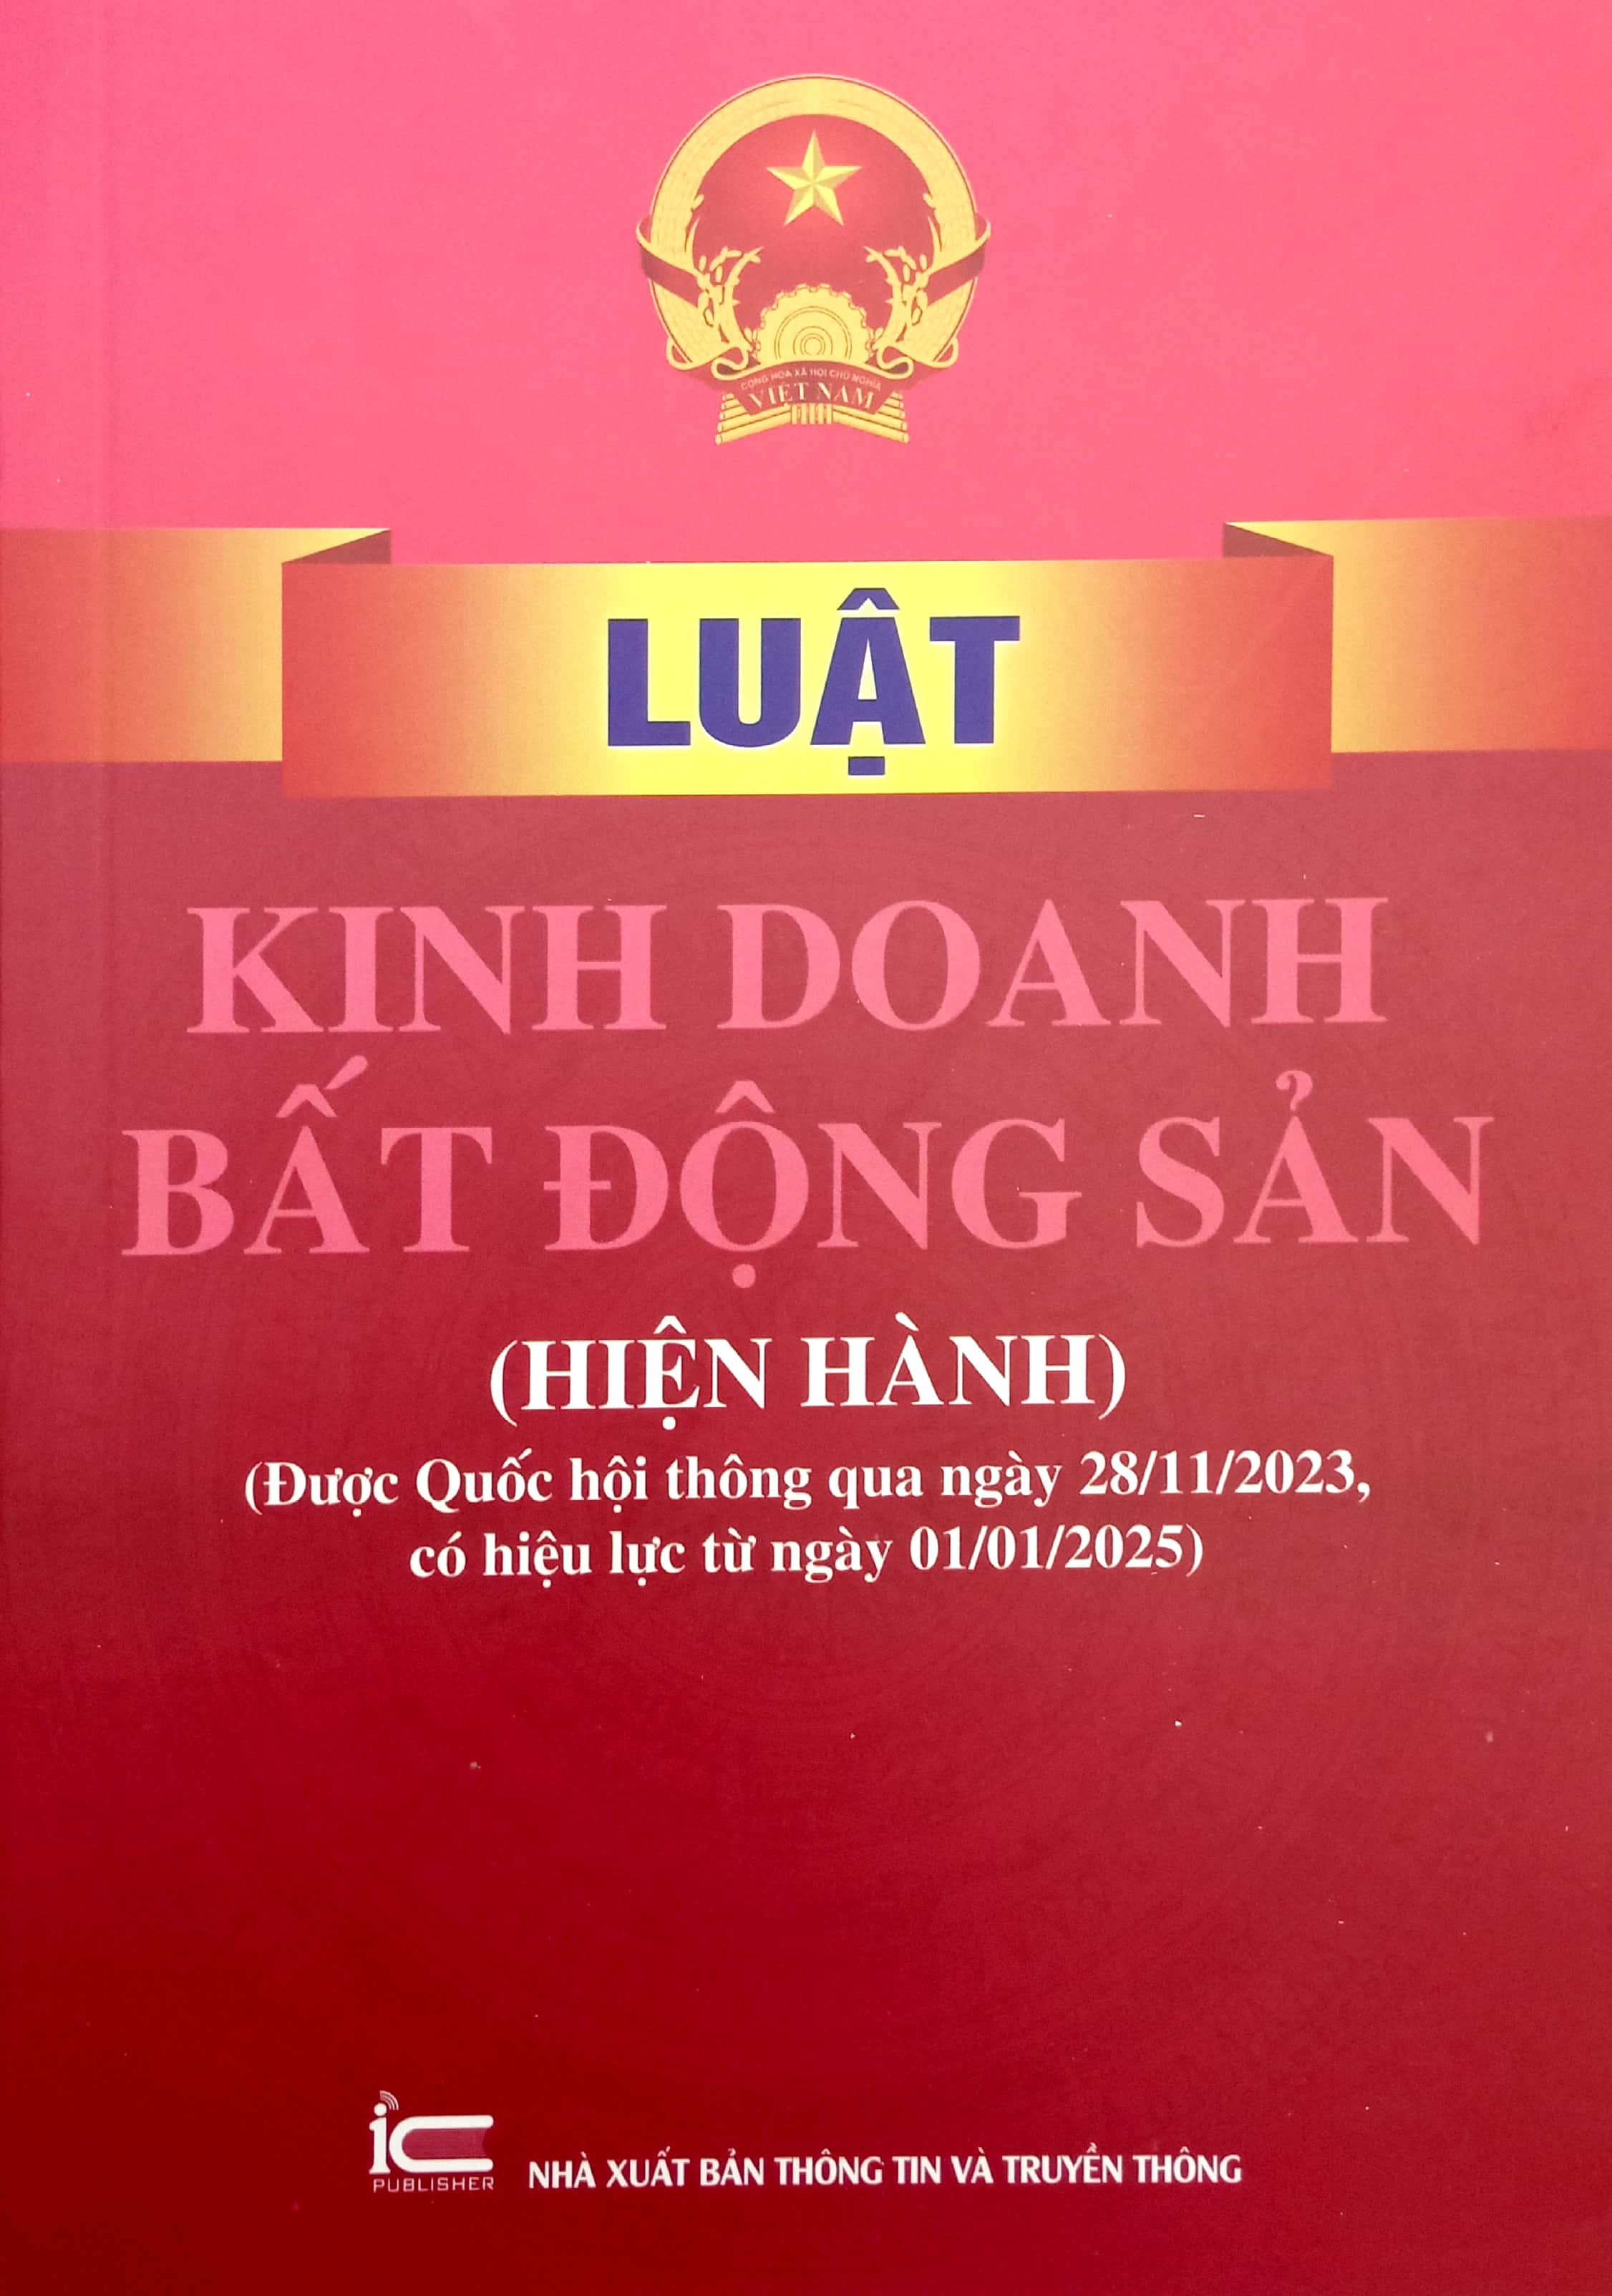 CỘNG HÒA XÃ HỘI CHỦ NGHĨA
VIỆT NAM
LUẬT
KINH DOANH
BẤT ĐỘNG SẢN
(HIỆN HÀNH)
(Được Quốc hội thông qua ngày 28/11/2023,
có hiệu lực từ ngày 01/01/2025)
ic
PUBLISHER
NHÀ XUẤT BẢN THÔNG TIN VÀ TRUYỀN THÔNG